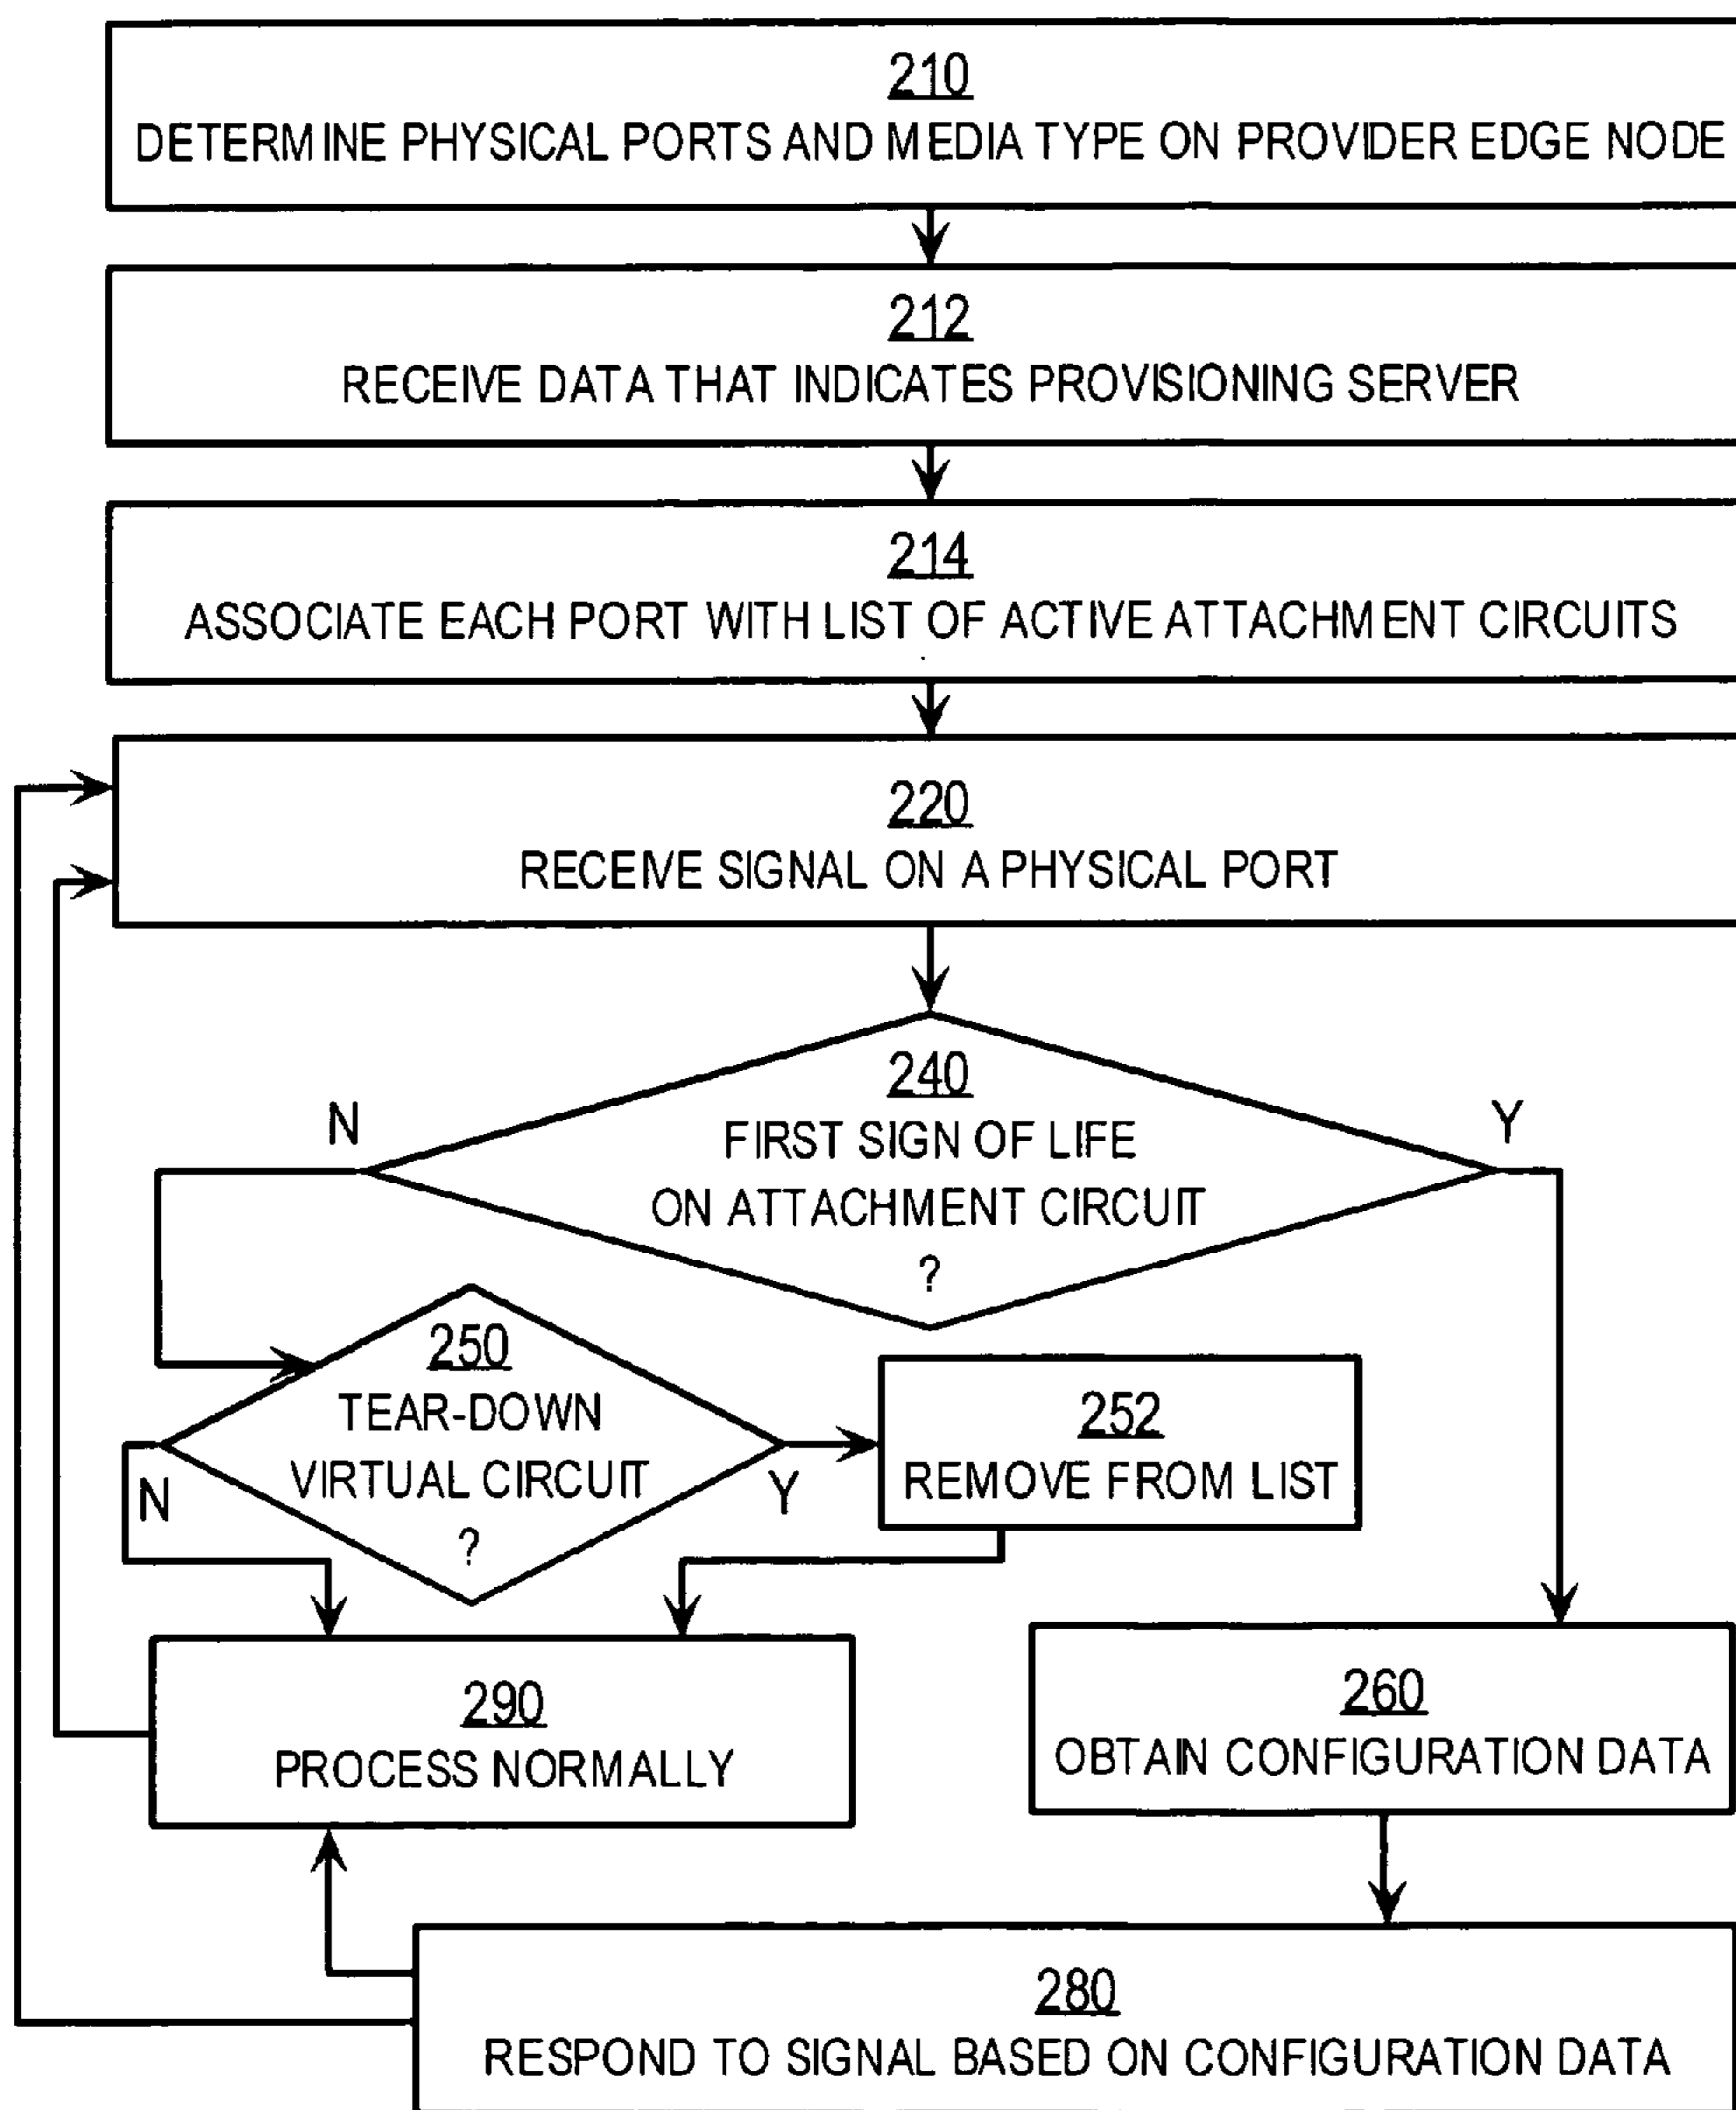 210
DETERMINE PHYSICAL PORTS AND MEDIA TYPE ON PROVIDER EDGE NODE
212
RECEIVE DATA THAT INDICATES PROVISIONING SERVER
214
ASSOCIATE EACH PORT WITH LIST OF ACTIVE ATTACHMENT CIRCUITS
220
RECEIVE SIGNAL ON A PHYSICAL PORT
240
FIRST SIGN OF LIFE
ON ATTACHMENT CIRCUIT
?
N
Y
250
TEAR-DOWN
VIRTUAL CIRCUIT
?
N
Y
252
REMOVE FROM LIST
290
PROCESS NORMALLY
260
OBTAIN CONFIGURATION DATA
280
RESPOND TO SIGNAL BASED ON CONFIGURATION DATA